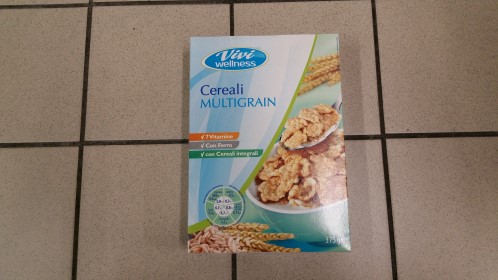 Vivi
wellness
Cereali
MULTIGRAIN
√ 7 Vitamine
√ Con Ferro
√ con Cereali integrali
375g